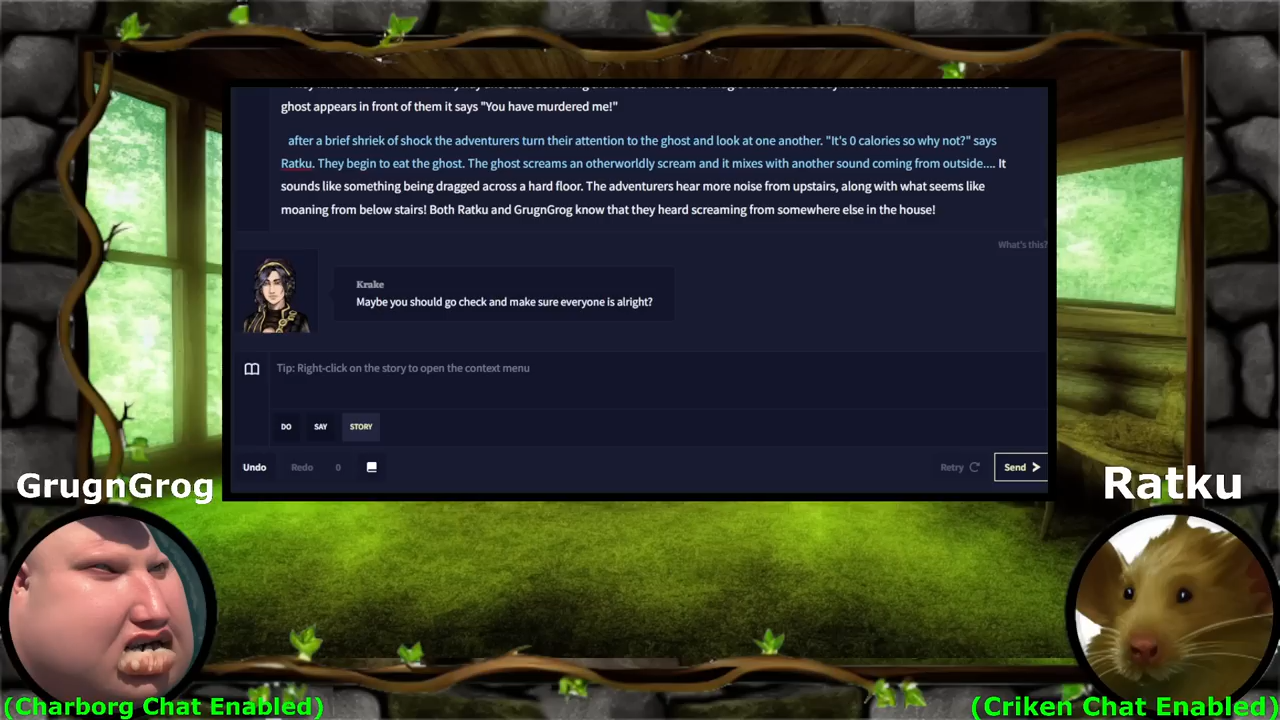 ghost appears in front of them it says "You have murdered me!"
after a brief shriek of shock the adventurers turn their attention to the ghost and look at one another. "It's 0 calories so why not?" says
Ratku. They begin to eat the ghost. The ghost screams an otherworldly scream and it mixes with another sound coming from outside.... It
sounds like something being dragged across a hard floor. The adventurers hear more noise from upstairs, along with what seems like
moaning from below stairs! Both Ratku and GrugnGrog know that they heard screaming from somewhere else in the house!
What's this?
Krake
Maybe you should go check and make sure everyone is alright?
Tip: Right-click on the story to open the context menu
DO SAY STORY
Undo Redo 0 Retry Send
GrugnGrog
Ratku
(Charborg Chat Enabled)
(Criken Chat Enabled)